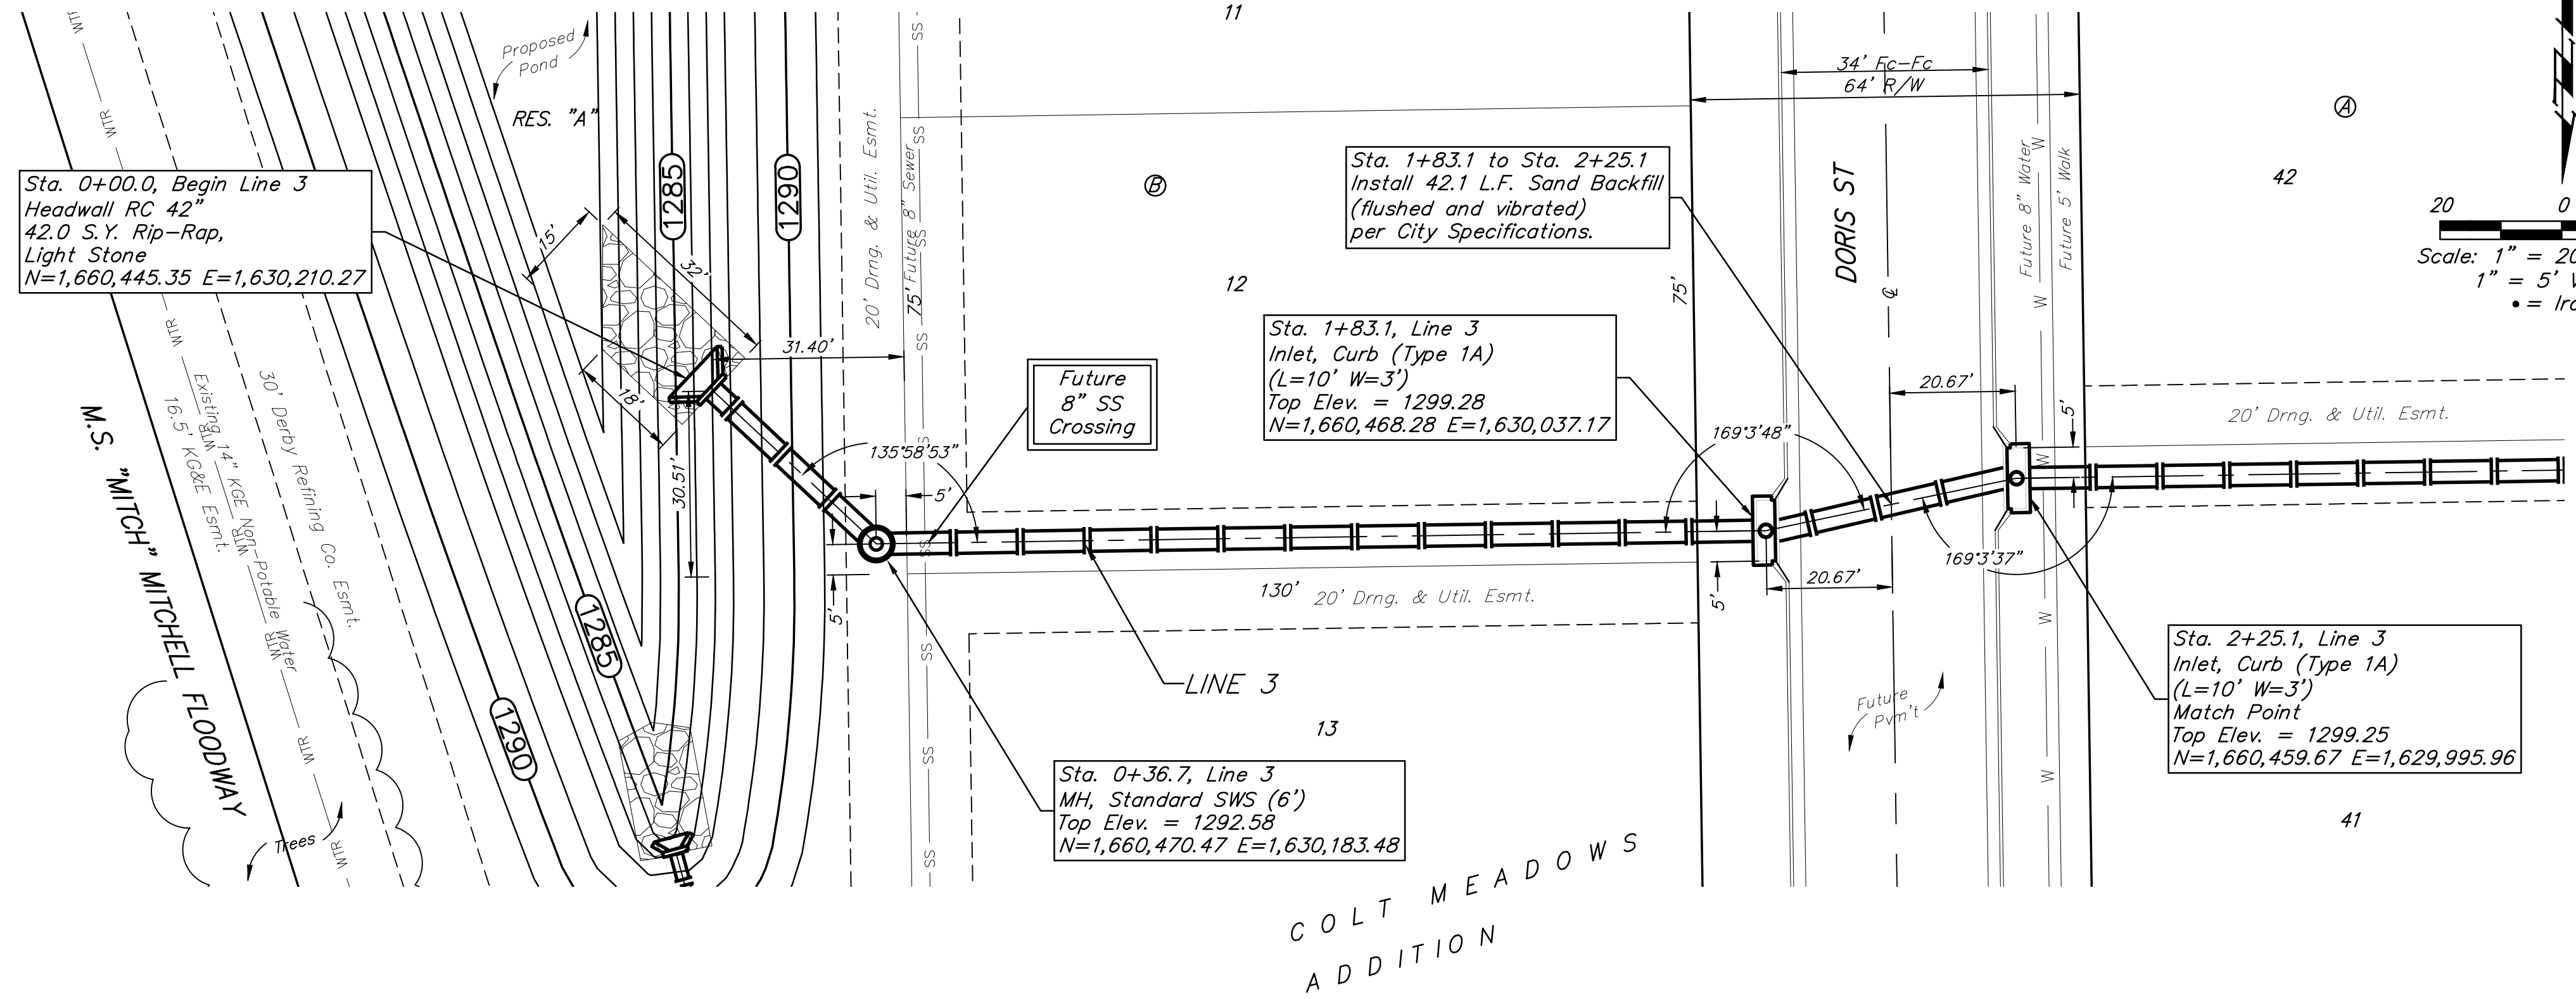 11
Proposed
Pond
RES. "A"
1285
1290
20' Drng. & Util. Esmt.
75'
Future 8" Sewer
SS
34' Fc-Fc
64' R/W
DORIS ST
℄
Future 8" Water
Future 5' Walk
W
A
42
20 0
Scale: 1" = 20
1" = 5' V
• = Iro
B
12
75'
Sta. 0+00.0, Begin Line 3
Headwall RC 42"
42.0 S.Y. Rip-Rap,
Light Stone
N=1,660,445.35 E=1,630,210.27
Sta. 1+83.1 to Sta. 2+25.1
Install 42.1 L.F. Sand Backfill
(flushed and vibrated)
per City Specifications.
15'
32'
18'
31.40'
30.51'
Future
8" SS
Crossing
Sta. 1+83.1, Line 3
Inlet, Curb (Type 1A)
(L=10' W=3')
Top Elev. = 1299.28
N=1,660,468.28 E=1,630,037.17
135°58'53"
5'
5'
169°3'48"
20.67'
5'
20' Drng. & Util. Esmt.
169°3'37"
20.67'
5'
130'
20' Drng. & Util. Esmt.
WTR
M.S. "MITCH" MITCHELL FLOODWAY
16.5' KG&E Esmt.
Existing 14" KGE Non-Potable Water
30' Derby Refining Co. Esmt.
1285
1290
Trees
LINE 3
13
Future
Pvm't
Sta. 0+36.7, Line 3
MH, Standard SWS (6')
Top Elev. = 1292.58
N=1,660,470.47 E=1,630,183.48
Sta. 2+25.1, Line 3
Inlet, Curb (Type 1A)
(L=10' W=3')
Match Point
Top Elev. = 1299.25
N=1,660,459.67 E=1,629,995.96
41
COLT MEADOWS
ADDITION